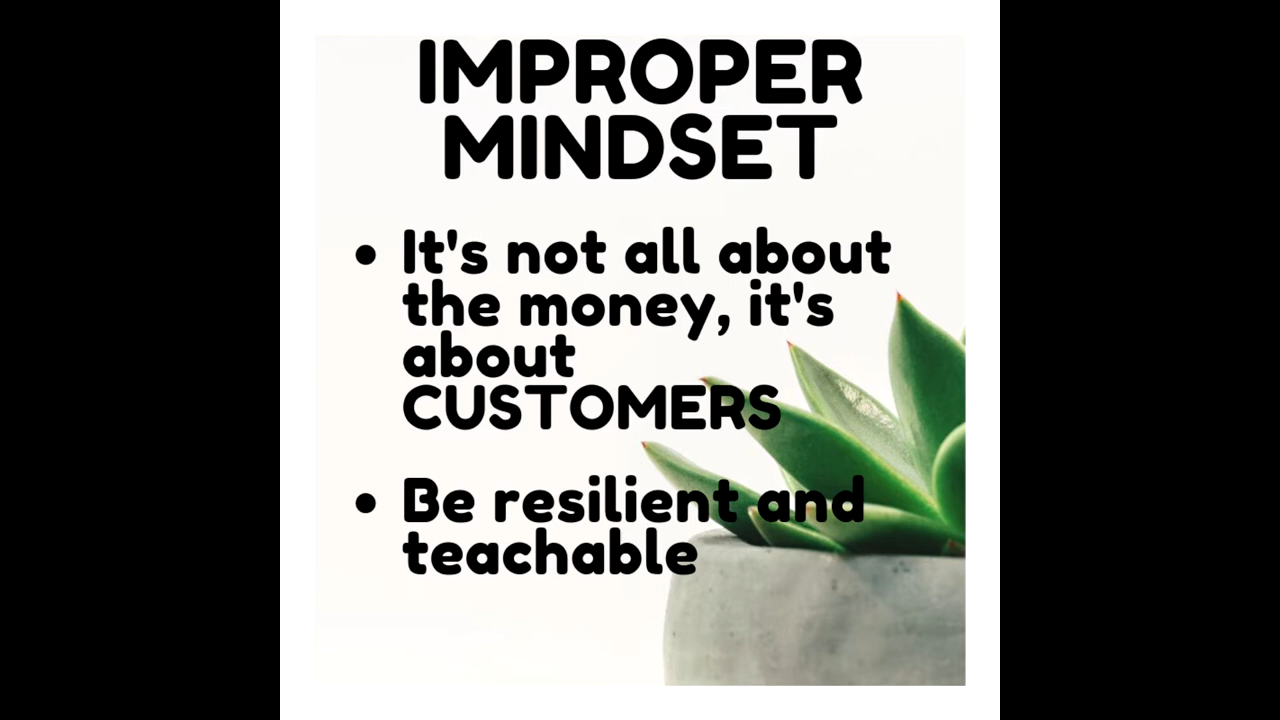 IMPROPER
MINDSET
• It's not all about
the money, it's
about
CUSTOMERS
• Be resilient and
teachable